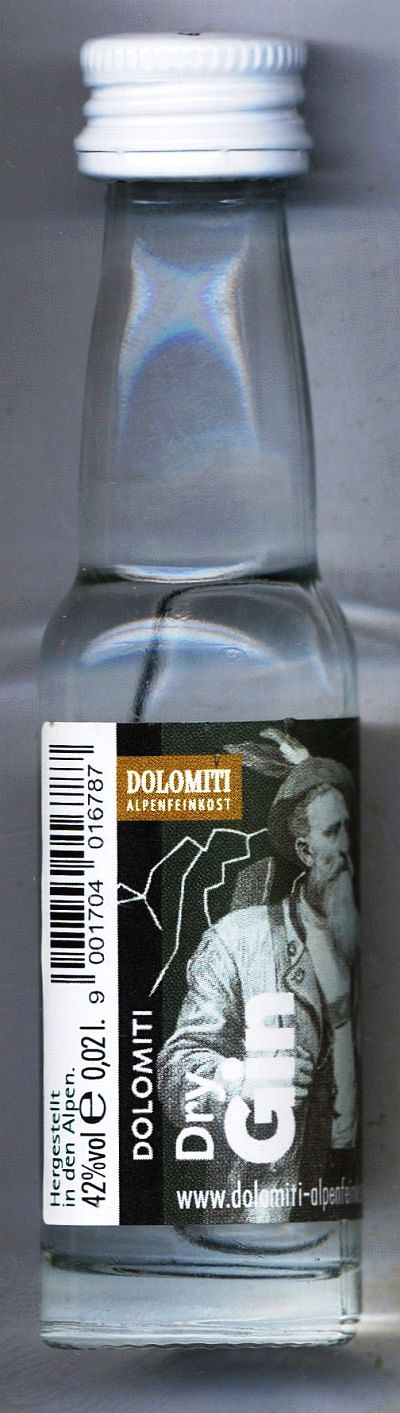 DOLOMITI
ALPENFEINKOST
9 001704 016787
Hergestellt
in den Alpen.
42%vol e 0,02 l.
DOLOMITI
Dry
Gin
www.dolomiti-alpenfein